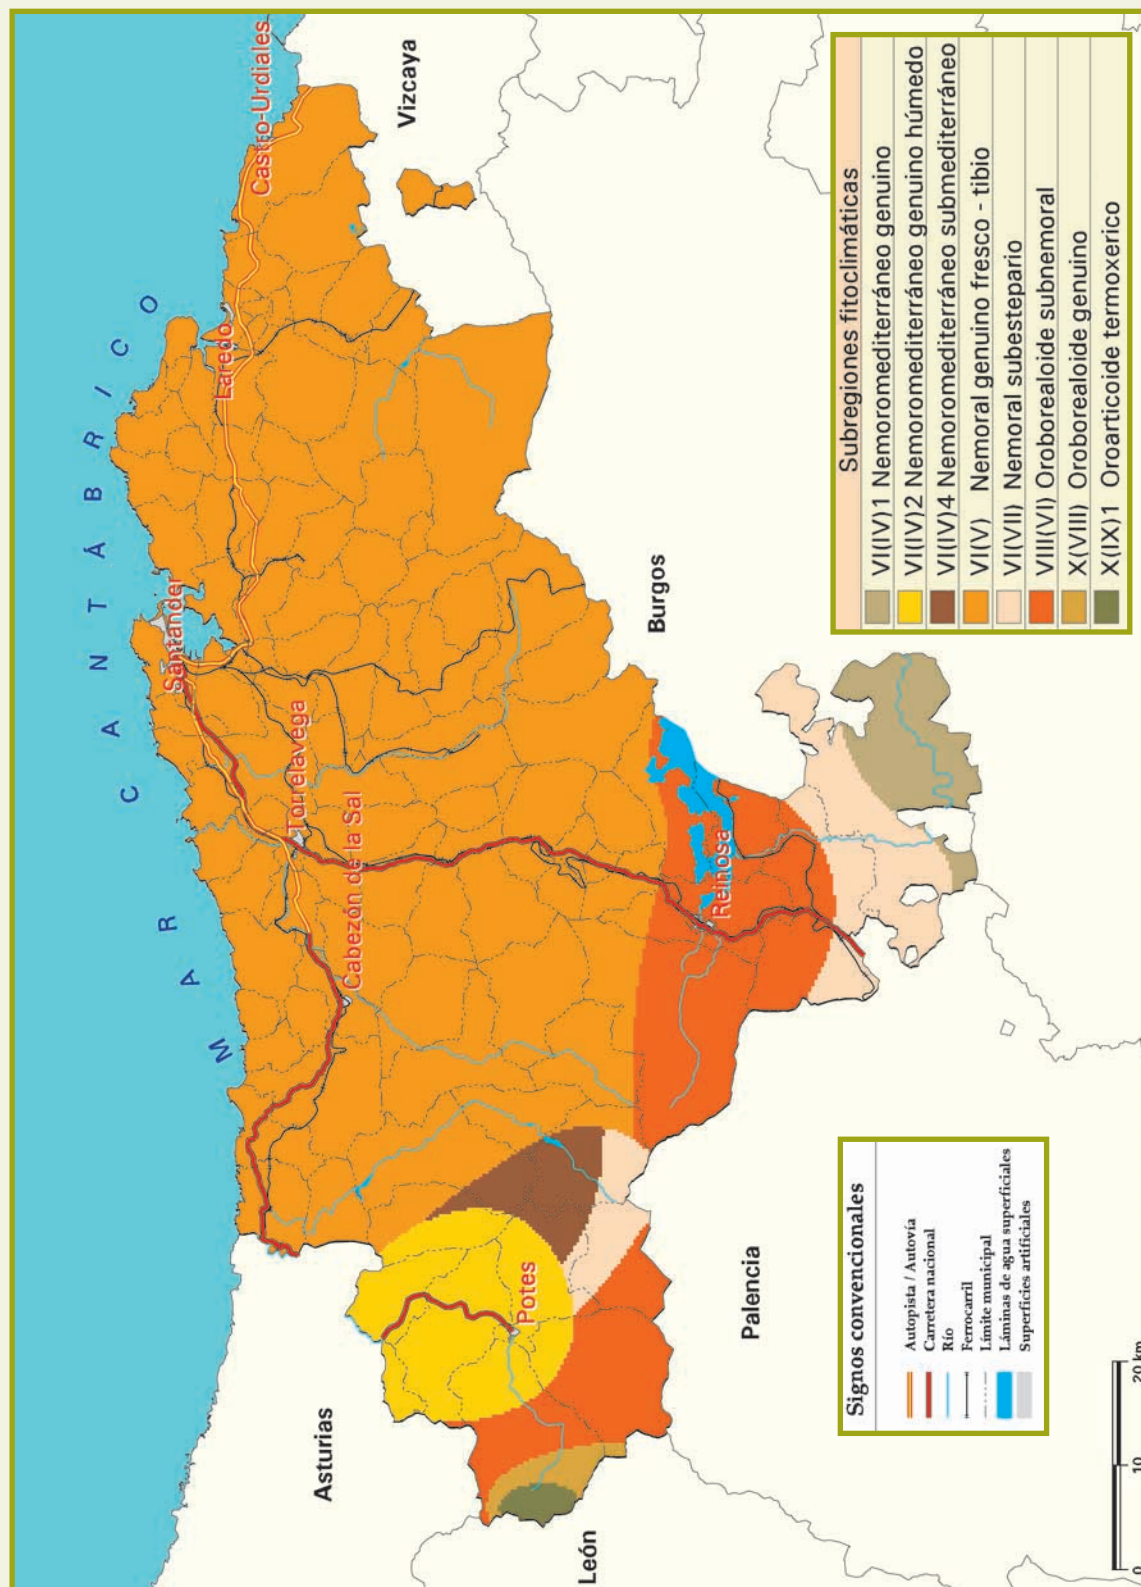 MAR CANTÁBRICO
Castro-Urdiales
Laredo
Santander
Torrelavega
Cabezón de la Sal
Reinosa
Potes
Vizcaya
Burgos
Palencia
Asturias
León
Subregiones fitoclimáticas
VI(IV)1 Nemoromediterráneo genuino
VI(IV)2 Nemoromediterráneo genuino húmedo
VI(IV)4 Nemoromediterráneo submediterráneo
VI(V) Nemoral genuino fresco - tibio
VI(VII) Nemoral subestepario
VIII(VI) Oroborealoide subnemoral
X(VIII) Oroborealoide genuino
X(IX)1 Oroarticoide termoxerico
Signos convencionales
Autopista / Autovía
Carretera nacional
Río
Ferrocarril
Límite municipal
Láminas de agua superficiales
Superficies artificiales
0 10 20 km